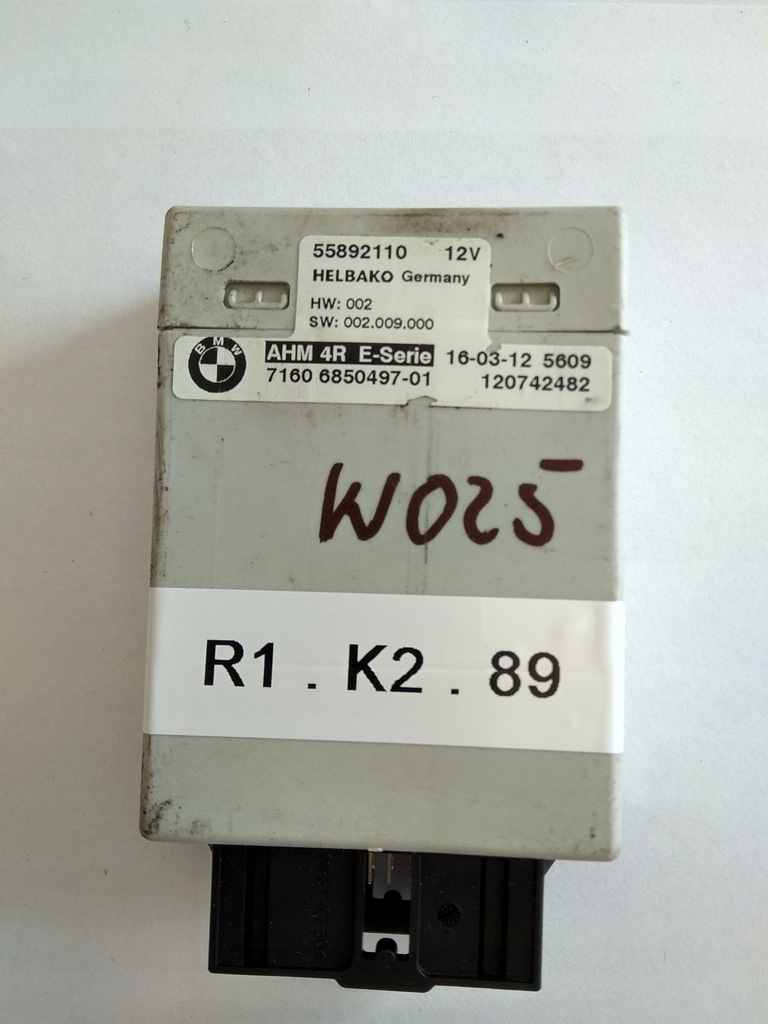 55892110 12V
HELBAKO Germany
HW: 002
SW: 002.009.000
BMW
AHM 4R E-Serie 16-03-12 5609
7160 6850497-01 120742482
W025
R1 . K2 . 89